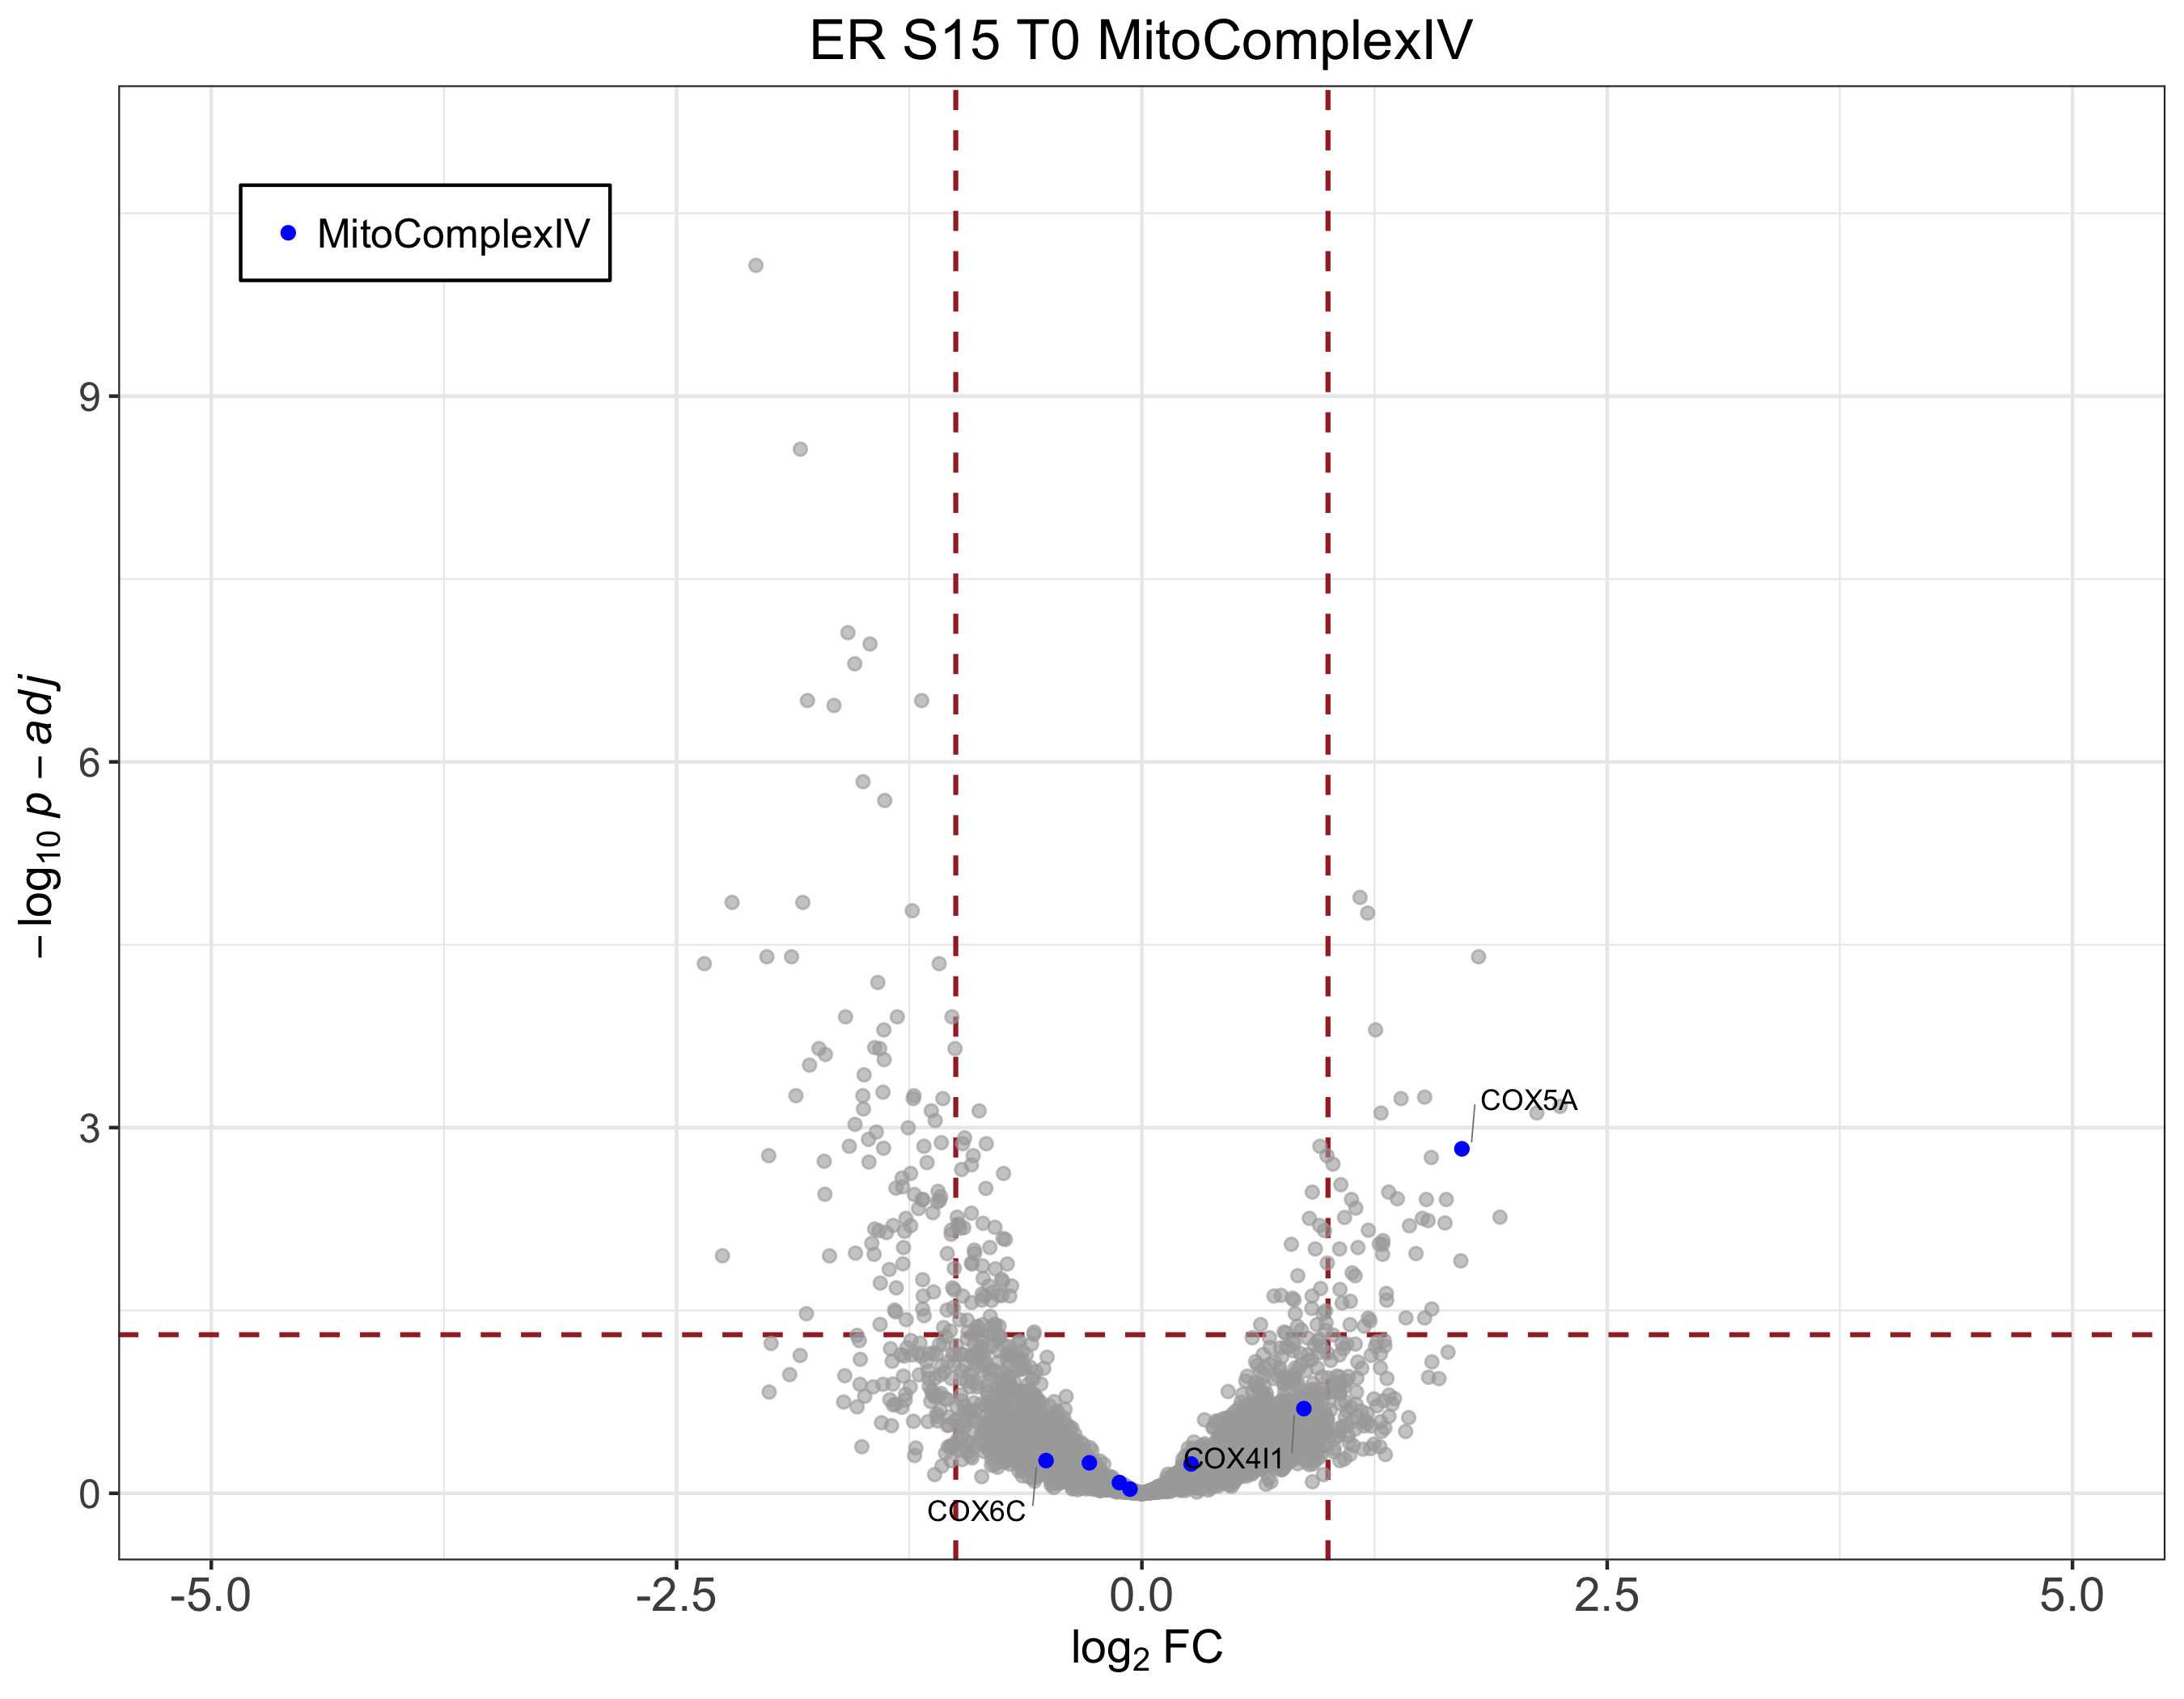 ER S15 T0 MitoComplexIV
MitoComplexIV
9
6
3
0
−log₁₀ p − adj
COX5A
COX4I1
COX6C
-5.0
-2.5
0.0
2.5
5.0
log₂ FC